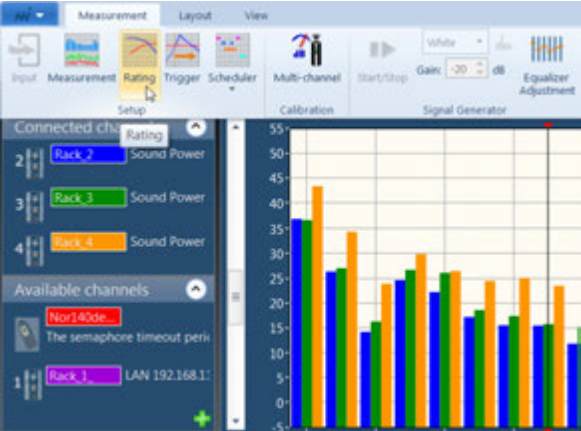 Measurement Layout View
Input Measurement Rating Trigger Scheduler Multi-channel Start/Stop
White
Gain: -20 dB
Equalizer
Adjustment
Setup Calibration Signal Generator
Rating
Connected cha
2 Rack_2 Sound Power
3 Rack_3 Sound Power
4 Rack_4 Sound Power
Available channels
Nor140de...
The semaphore timeout peri
1 Rack_1_ LAN 192.168.1
55
50
45
40
35
30
25
20
15
10
5
0
-5